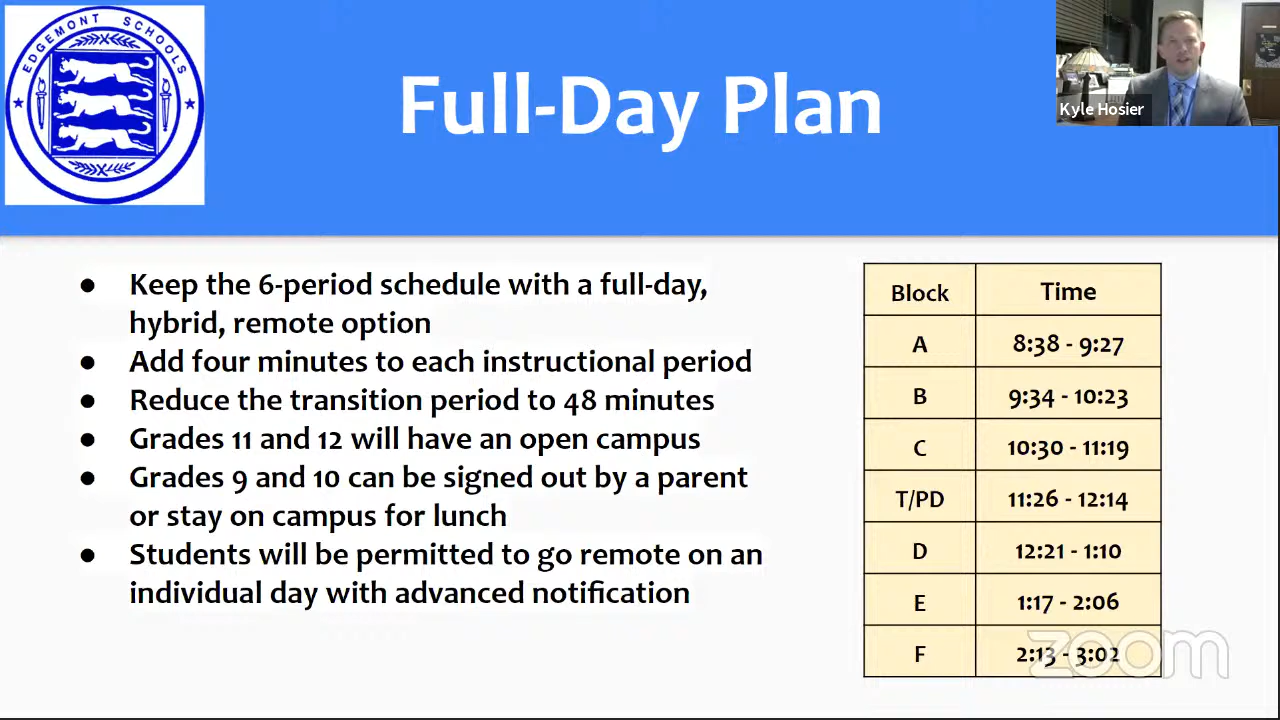 EDGEMONT SCHOOLS
Full-Day Plan
Kyle Hosier
● Keep the 6-period schedule with a full-day,
hybrid, remote option
● Add four minutes to each instructional period
● Reduce the transition period to 48 minutes
● Grades 11 and 12 will have an open campus
● Grades 9 and 10 can be signed out by a parent
or stay on campus for lunch
● Students will be permitted to go remote on an
individual day with advanced notification
Block Time
A 8:38 - 9:27
B 9:34 - 10:23
C 10:30 - 11:19
T/PD 11:26 - 12:14
D 12:21 - 1:10
E 1:17 - 2:06
F 2:13 - 3:02
zoom